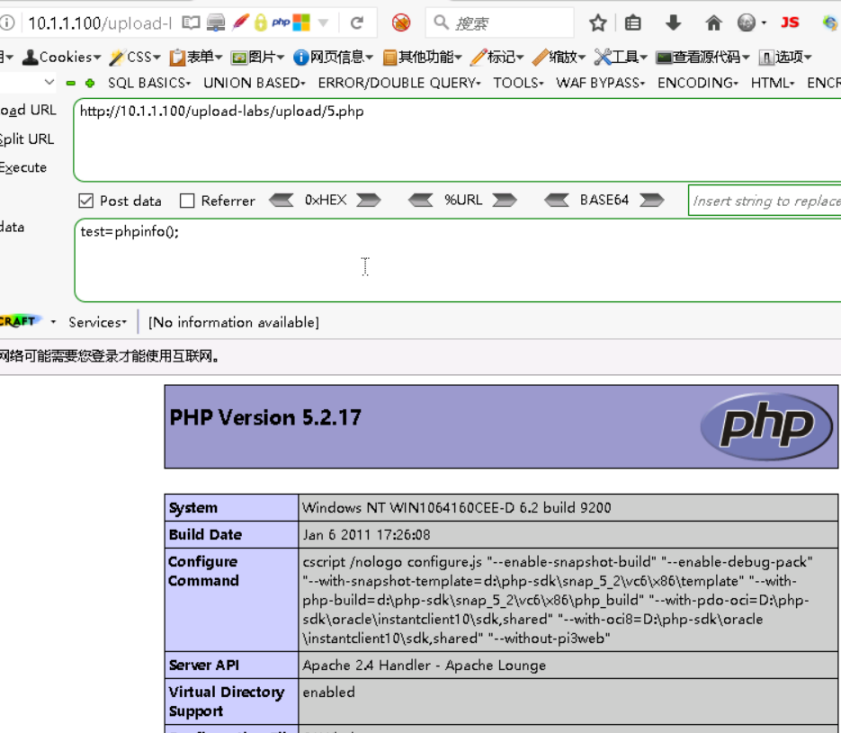 10.1.1.100/upload-l php 搜索 JS
Cookies CSS 表单 图片 网页信息 其他功能 标记 缩放 工具 查看源代码 选项
SQL BASICS UNION BASED ERROR/DOUBLE QUERY TOOLS WAF BYPASS ENCODING HTML ENCR
oad URL http://10.1.1.100/upload-labs/upload/5.php
Split URL
Execute
Post data Referrer 0xHEX %URL BASE64 Insert string to replace
data test=phpinfo();
CRAFT Services [No information available]
网络可能需要您登录才能使用互联网。
PHP Version 5.2.17 php
System Windows NT WIN1064160CEE-D 6.2 build 9200
Build Date Jan 6 2011 17:26:08
Configure cscript /nologo configure.js "--enable-snapshot-build" "--enable-debug-pack"
Command "--with-snapshot-template=d:\php-sdk\snap_5_2\vc6\x86\template" "--with-
php-build=d:\php-sdk\snap_5_2\vc6\x86\php_build" "--with-pdo-oci=D:\php-
sdk\oracle\instantclient10\sdk,shared" "--with-oci8=D:\php-sdk\oracle
\instantclient10\sdk,shared" "--without-pi3web"
Server API Apache 2.4 Handler - Apache Lounge
Virtual Directory enabled
Support